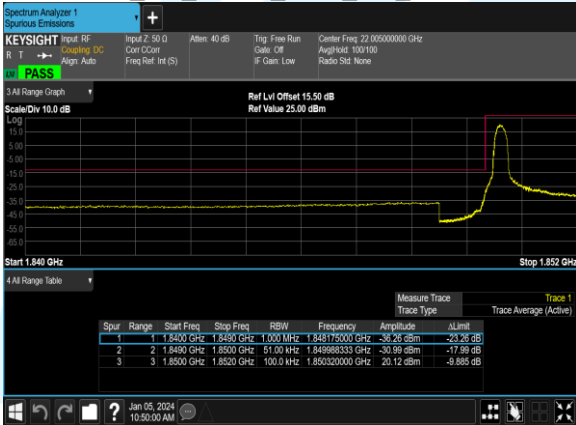 Spectrum Analyzer 1
Spurious Emissions
+
KEYSIGHT Input: RF Input Z: 50 Ω Atten: 40 dB Trig: Free Run Center Freq: 22.005000000 GHz
R T Coupling: DC Corr CCorr Gate: Off Avg|Hold: 100/100
Align: Auto Freq Ref: Int (S) IF Gain: Low Radio Std: None
LW PASS
3 All Range Graph
Ref Lvl Offset 15.50 dB
Scale/Div 10.0 dB Ref Value 25.00 dBm
Log
15.0
5.00
-5.00
-15.0
-25.0
-35.0
-45.0
-55.0
-65.0
Start 1.840 GHz Stop 1.852 GHz
4 All Range Table
Measure Trace Trace 1
Trace Type Trace Average (Active)
Spur Range Start Freq Stop Freq RBW Frequency Amplitude ΔLimit
1 1 1.8400 GHz 1.8490 GHz 1.000 MHz 1.848175000 GHz -36.26 dBm -23.26 dB
2 2 1.8490 GHz 1.8500 GHz 51.00 kHz 1.849988333 GHz -30.99 dBm -17.99 dB
3 3 1.8500 GHz 1.8520 GHz 100.0 kHz 1.850320000 GHz 20.12 dBm -9.885 dB
? Jan 05, 2024
10:50:00 AM